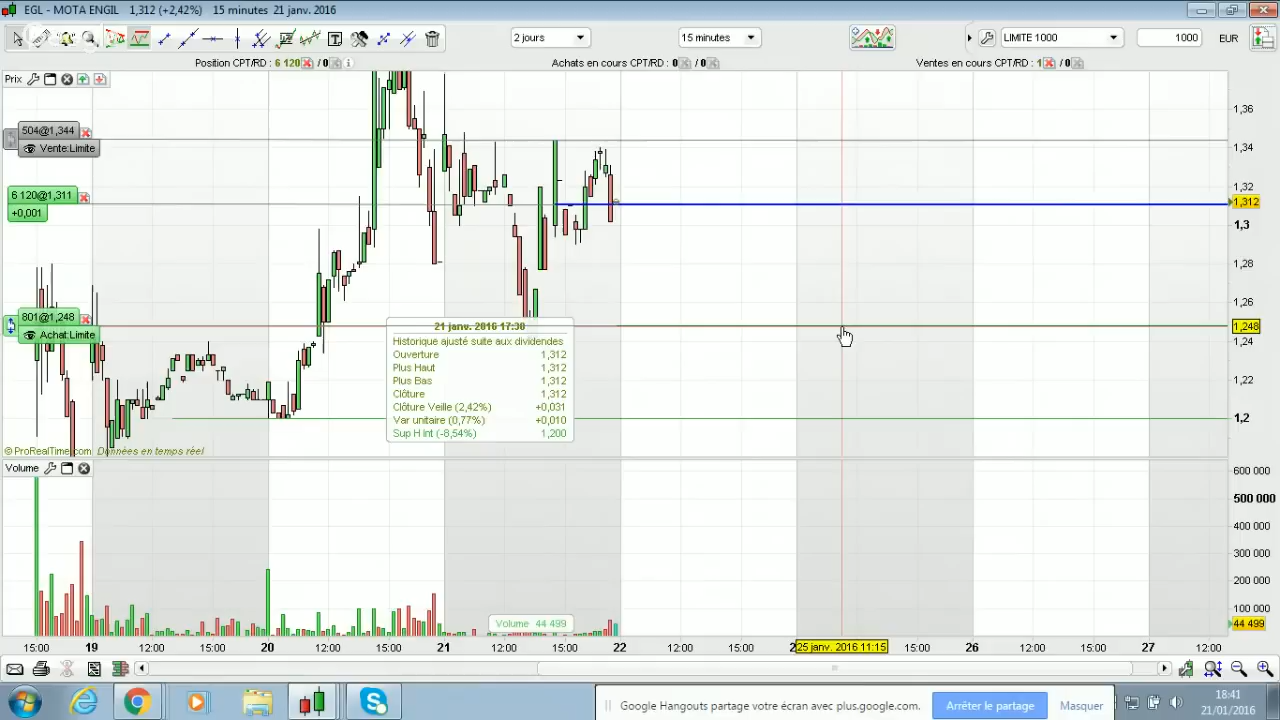 EGL - MOTA ENGIL 1,312 (+2,42%) 15 minutes 21 janv. 2016
2 jours 15 minutes LIMITE 1000 1000 EUR
Position CPT/RD : 6 120 / 0 Achats en cours CPT/RD : 0 / 0 Ventes en cours CPT/RD : 1 / 0
Prix
1,36
504@1,344
Vente:Limite
1,34
1,32
6 120@1,311
1,312
+0,001
1,3
1,28
1,26
801@1,248
1,248
Achat:Limite
1,24
1,22
1,2
21 janv. 2016 17:30
Historique ajusté suite aux dividendes
Ouverture 1,312
Plus Haut 1,312
Plus Bas 1,312
Clôture 1,312
Clôture Veille (2,42%) +0,031
Var unitaire (0,77%) +0,010
Sup H Int (-8,54%) 1,200
© ProRealTime.com Données en temps réel
Volume
600 000
500 000
400 000
300 000
200 000
100 000
Volume 44 499
44 499
15:00 19 12:00 15:00 20 12:00 15:00 21 12:00 15:00 22 12:00 15:00 2 25 janv. 2016 11:15 15:00 26 12:00 15:00 27 12:00
Google Hangouts partage votre écran avec plus.google.com. Arrêter le partage Masquer
18:41
21/01/2016